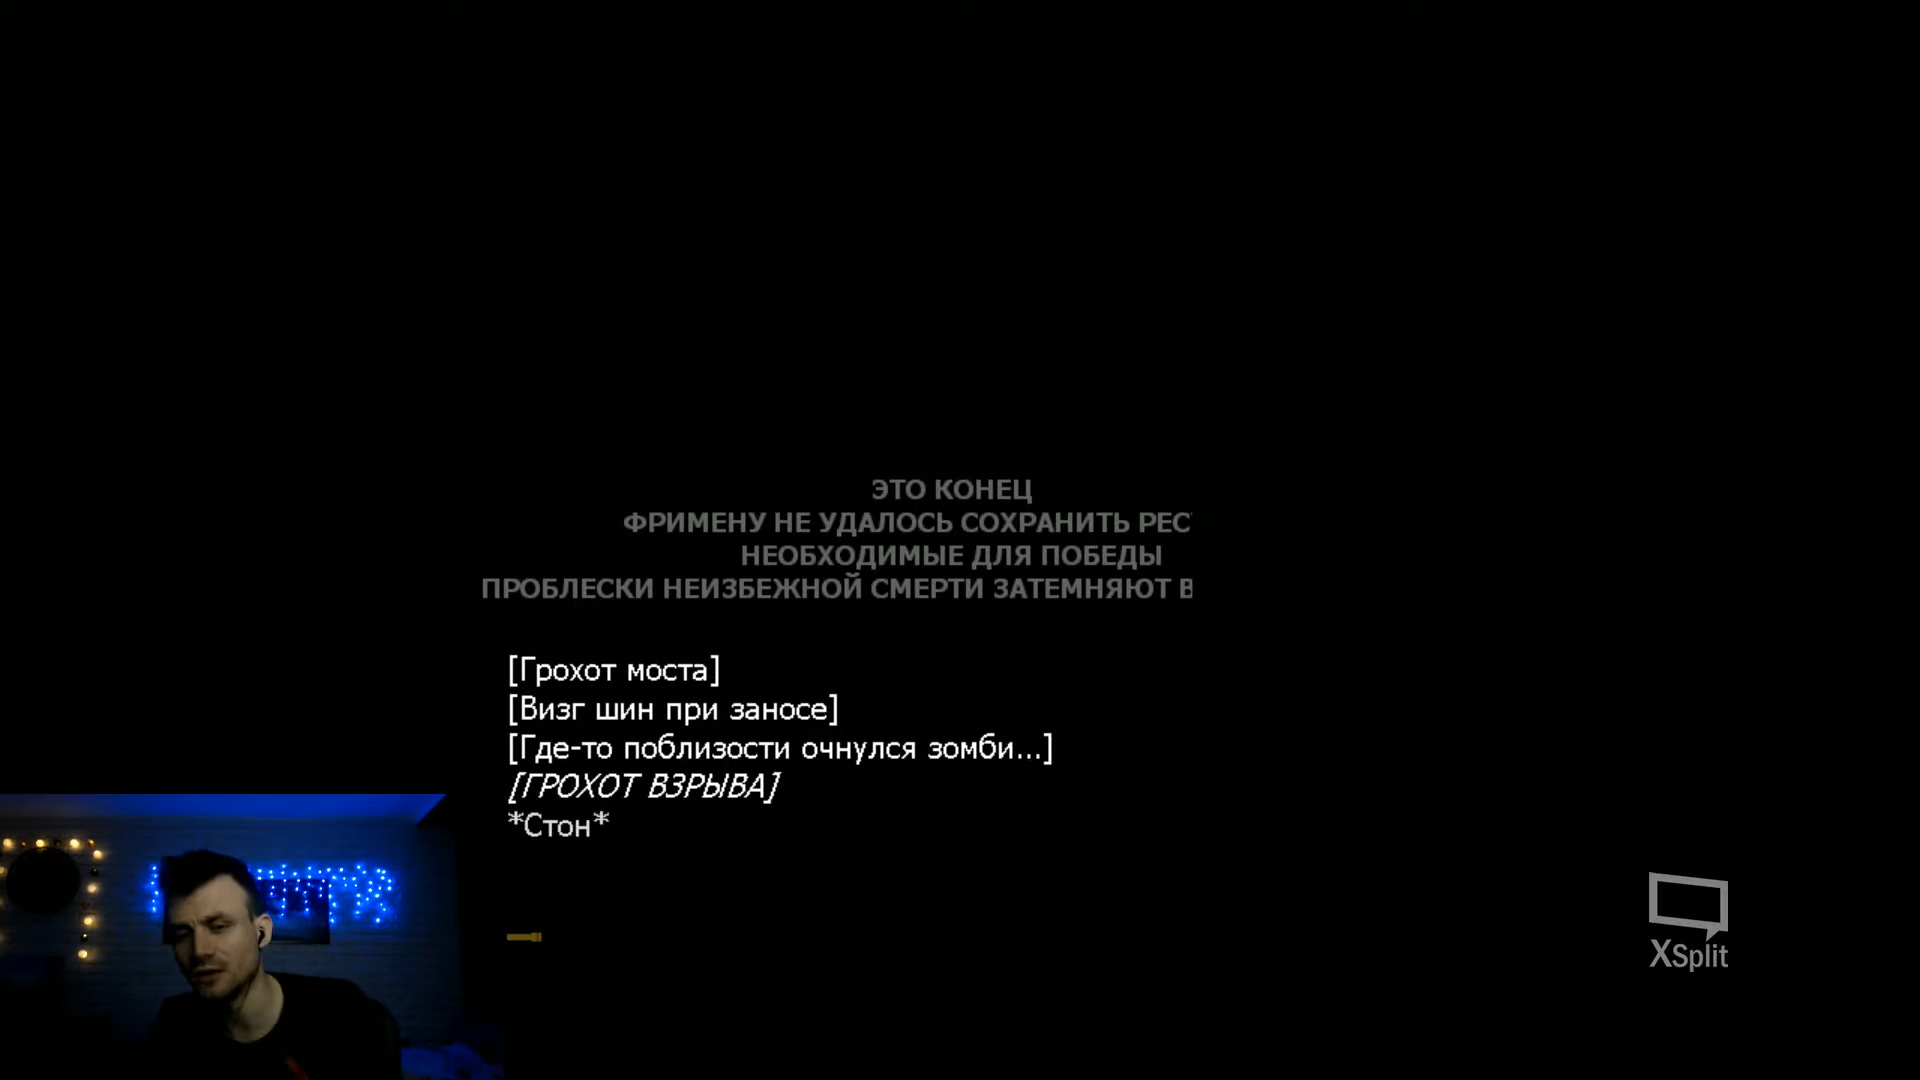 ЭТО КОНЕЦ
ФРИМЕНУ НЕ УДАЛОСЬ СОХРАНИТЬ
НЕОБХОДИМЫЕ ДЛЯ ПОБЕДЫ
ПРОБЛЕСКИ НЕИЗБЕЖНОЙ СМЕРТИ ЗАТЕМНЯЮТ
[Грохот моста]
[Визг шин при заносе]
[Где-то поблизости очнулся зомби...]
[ГРОХОТ ВЗРЫВА]
*Стон*
XSplit